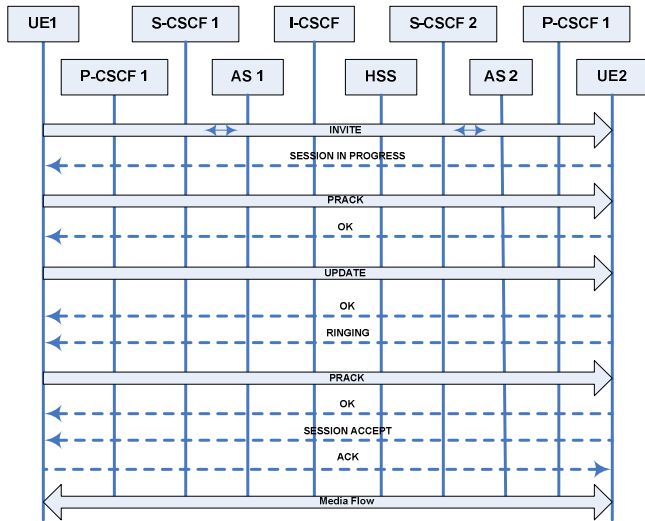 UE1 S-CSCF 1 I-CSCF S-CSCF 2 P-CSCF 1
P-CSCF 1 AS 1 HSS AS 2 UE2
INVITE
SESSION IN PROGRESS
PRACK
OK
UPDATE
OK
RINGING
PRACK
OK
SESSION ACCEPT
ACK
Media Flow